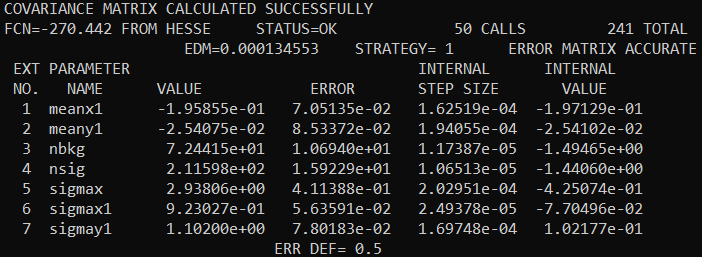 COVARIANCE MATRIX CALCULATED SUCCESSFULLY
FCN=-270.442 FROM HESSE     STATUS=OK             50 CALLS         241 TOTAL
                     EDM=0.000134553    STRATEGY= 1      ERROR MATRIX ACCURATE
 EXT PARAMETER                                INTERNAL      INTERNAL
 NO.   NAME      VALUE            ERROR       STEP SIZE       VALUE
  1  meanx1      -1.95855e-01   7.05135e-02   1.62519e-04  -1.97129e-01
  2  meany1      -2.54075e-02   8.53372e-02   1.94055e-04  -2.54102e-02
  3  nbkg         7.24415e+01   1.06940e+01   1.17387e-05  -1.49465e+00
  4  nsig         2.11598e+02   1.59229e+01   1.06513e-05  -1.44060e+00
  5  sigmax       2.93806e+00   4.11388e-01   2.02951e-04  -4.25074e-01
  6  sigmax1      9.23027e-01   5.63591e-02   2.49378e-05  -7.70496e-02
  7  sigmay1      1.10200e+00   7.80183e-02   1.69748e-04   1.02177e-01
                               ERR DEF= 0.5